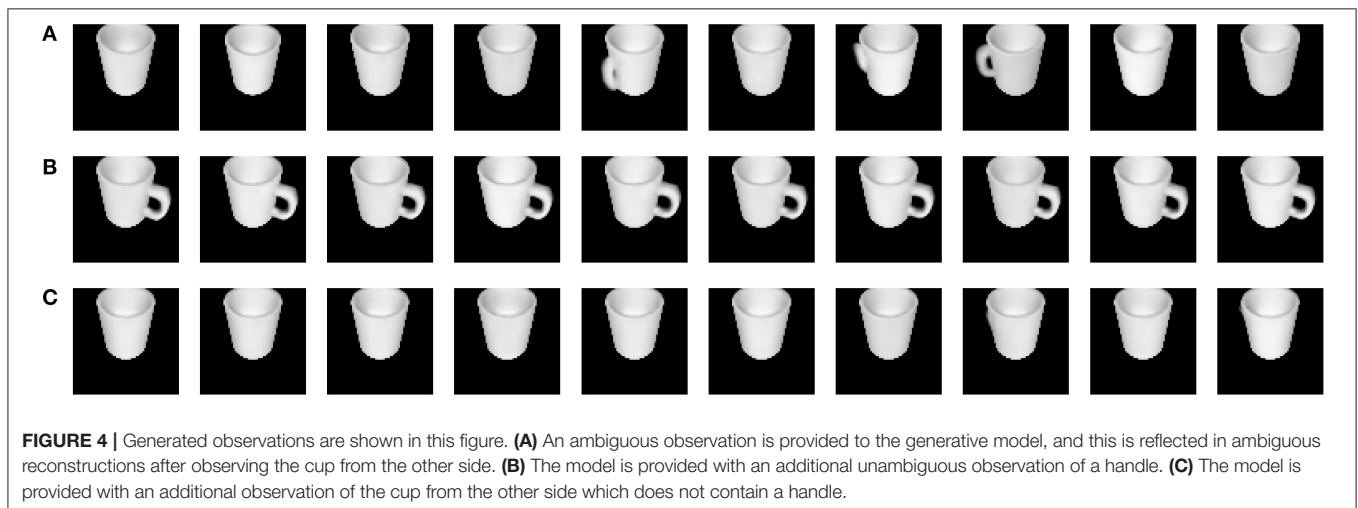 A
B
C
FIGURE 4 | Generated observations are shown in this figure. (A) An ambiguous observation is provided to the generative model, and this is reflected in ambiguous
reconstructions after observing the cup from the other side. (B) The model is provided with an additional unambiguous observation of a handle. (C) The model is
provided with an additional observation of the cup from the other side which does not contain a handle.